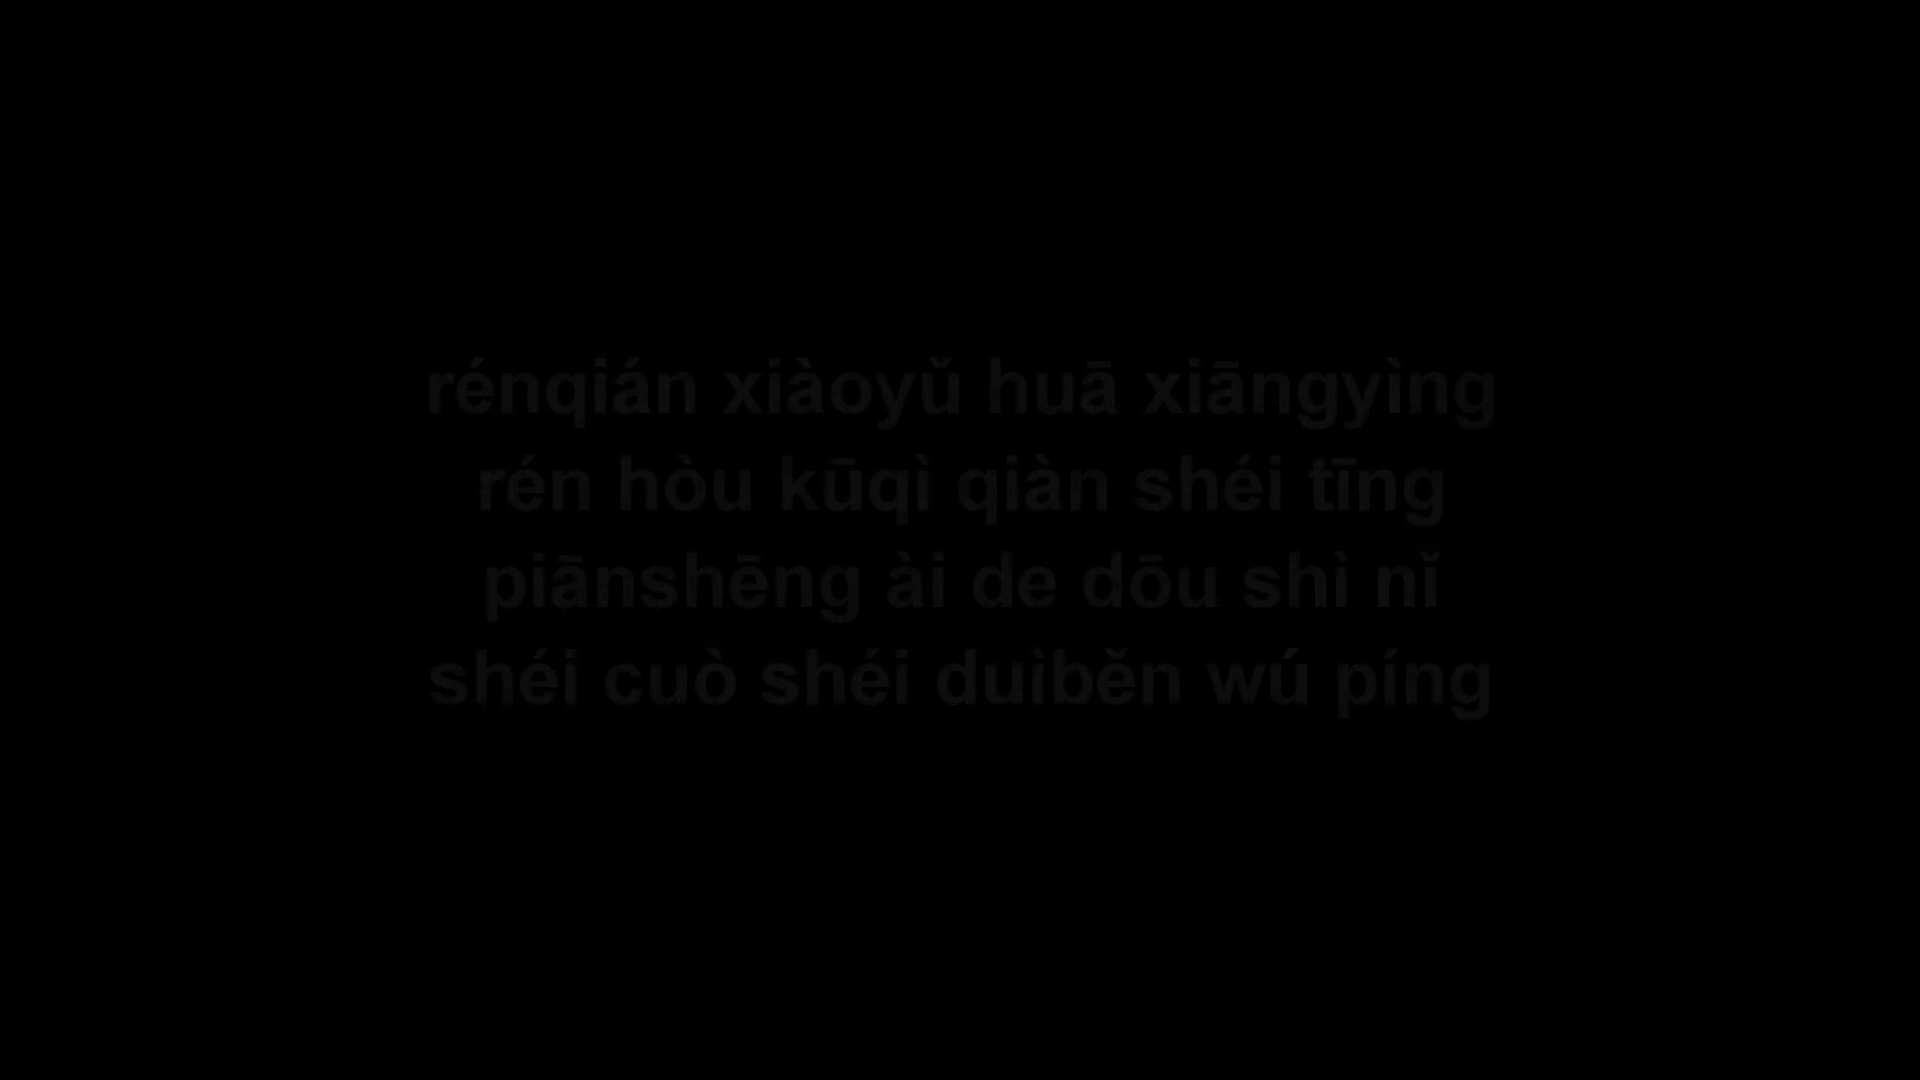 rénqián xiàoyǔ huā xiāngyìng
rén hòu kūqì qiàn shéi tīng
piānshēng ài de dōu shì nǐ
shéi cuò shéi duìběn wú píng